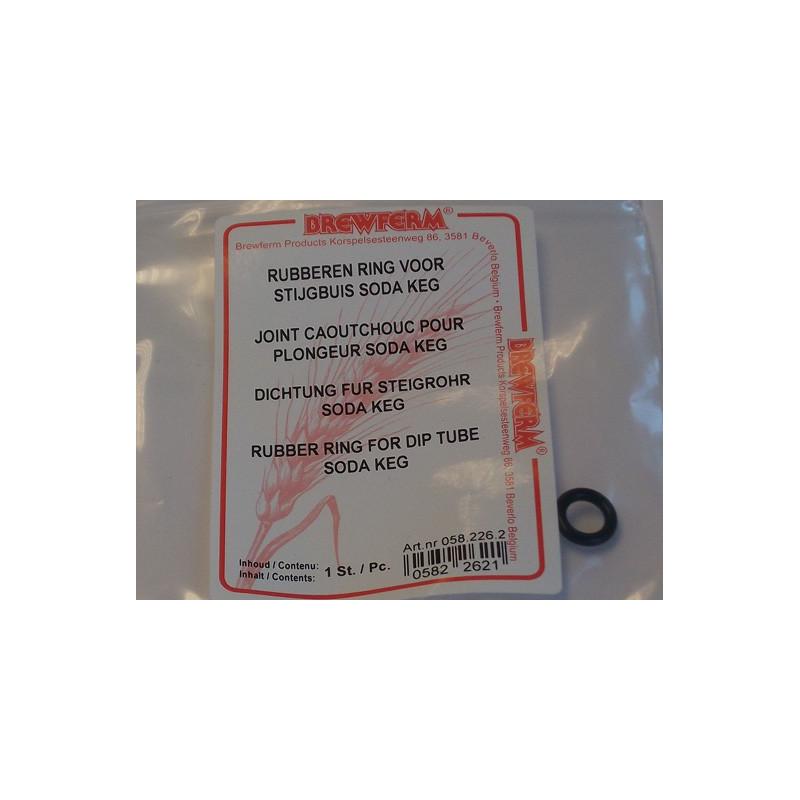 BREWFERM®
Brewferm Products Korspelsesteenweg 86, 3581 Beverlo Belgium • Brewferm Products Korspelsesteenweg 86, 3581 Beverlo Belgium
RUBBEREN RING VOOR
STIJGBUIS SODA KEG
JOINT CAOUTCHOUC POUR
PLONGEUR SODA KEG
DICHTUNG FUR STEIGROHR
SODA KEG
RUBBER RING FOR DIP TUBE
SODA KEG
BREWFERM®
Inhoud / Contenu:
Inhalt / Contents:
1 St. / Pc.
Art.nr 058.226.2
0582 2621